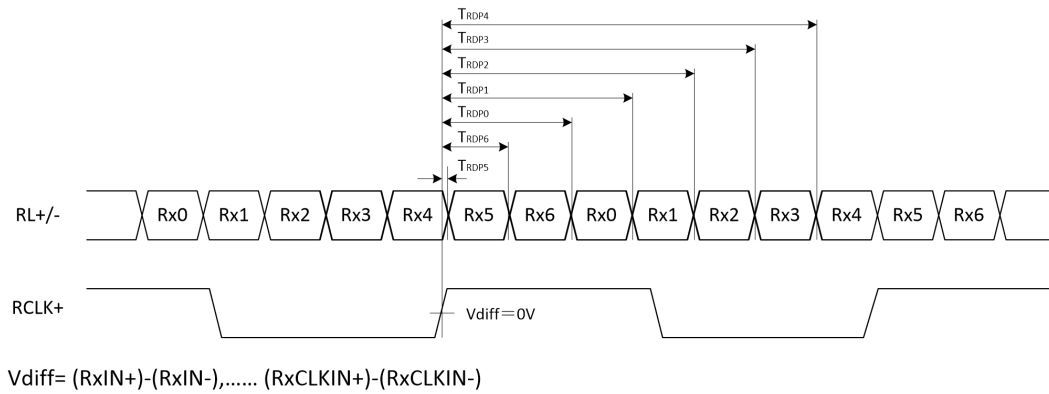 TRDP4
TRDP3
TRDP2
TRDP1
TRDP0
TRDP6
TRDP5
RL+/- Rx0 Rx1 Rx2 Rx3 Rx4 Rx5 Rx6 Rx0 Rx1 Rx2 Rx3 Rx4 Rx5 Rx6
RCLK+
Vdiff=0V
Vdiff= (RxIN+)-(RxIN-),...... (RxCLKIN+)-(RxCLKIN-)